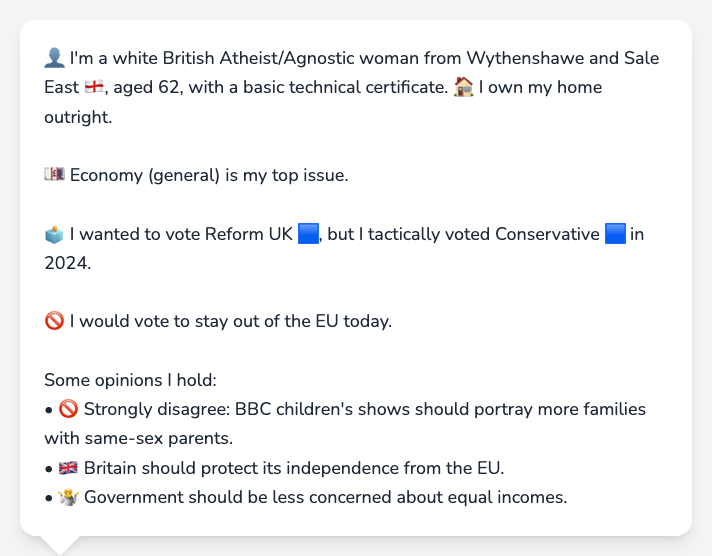 👤 I'm a white British Atheist/Agnostic woman from Wythenshawe and Sale
East 🏴󠁧󠁢󠁥󠁮󠁧󠁿, aged 62, with a basic technical certificate. 🏠 I own my home
outright.
💷 Economy (general) is my top issue.
🗳️ I wanted to vote Reform UK 🟦, but I tactically voted Conservative 🟦 in
2024.
🚫 I would vote to stay out of the EU today.
Some opinions I hold:
• 🚫 Strongly disagree: BBC children's shows should portray more families
with same-sex parents.
• 🇬🇧 Britain should protect its independence from the EU.
• 🤷 Government should be less concerned about equal incomes.